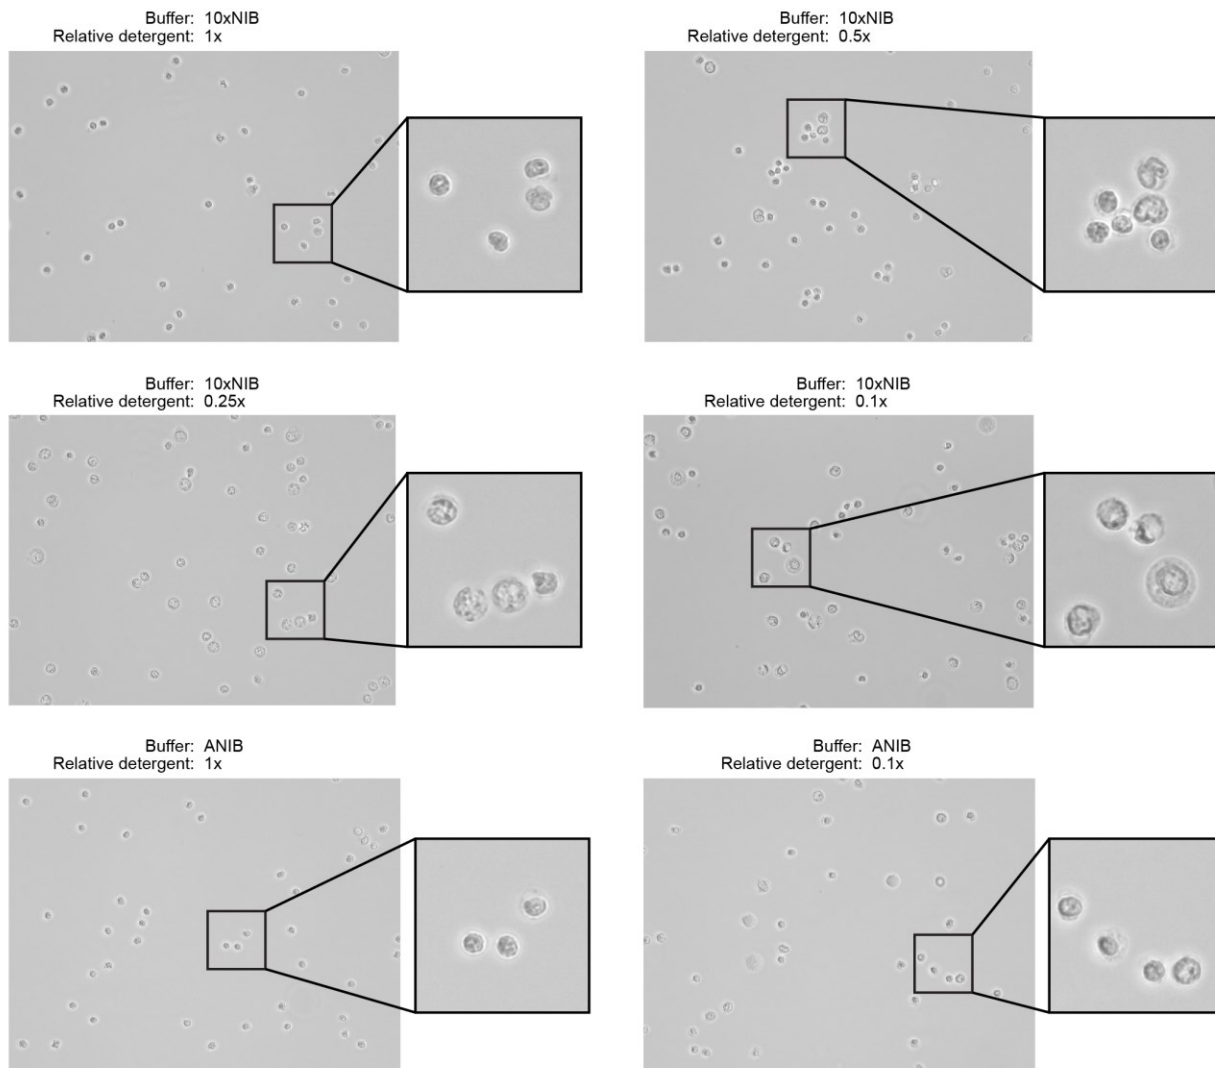 Buffer: 10xNIB
Relative detergent: 1x
Buffer: 10xNIB
Relative detergent: 0.5x
Buffer: 10xNIB
Relative detergent: 0.25x
Buffer: 10xNIB
Relative detergent: 0.1x
Buffer: ANIB
Relative detergent: 1x
Buffer: ANIB
Relative detergent: 0.1x